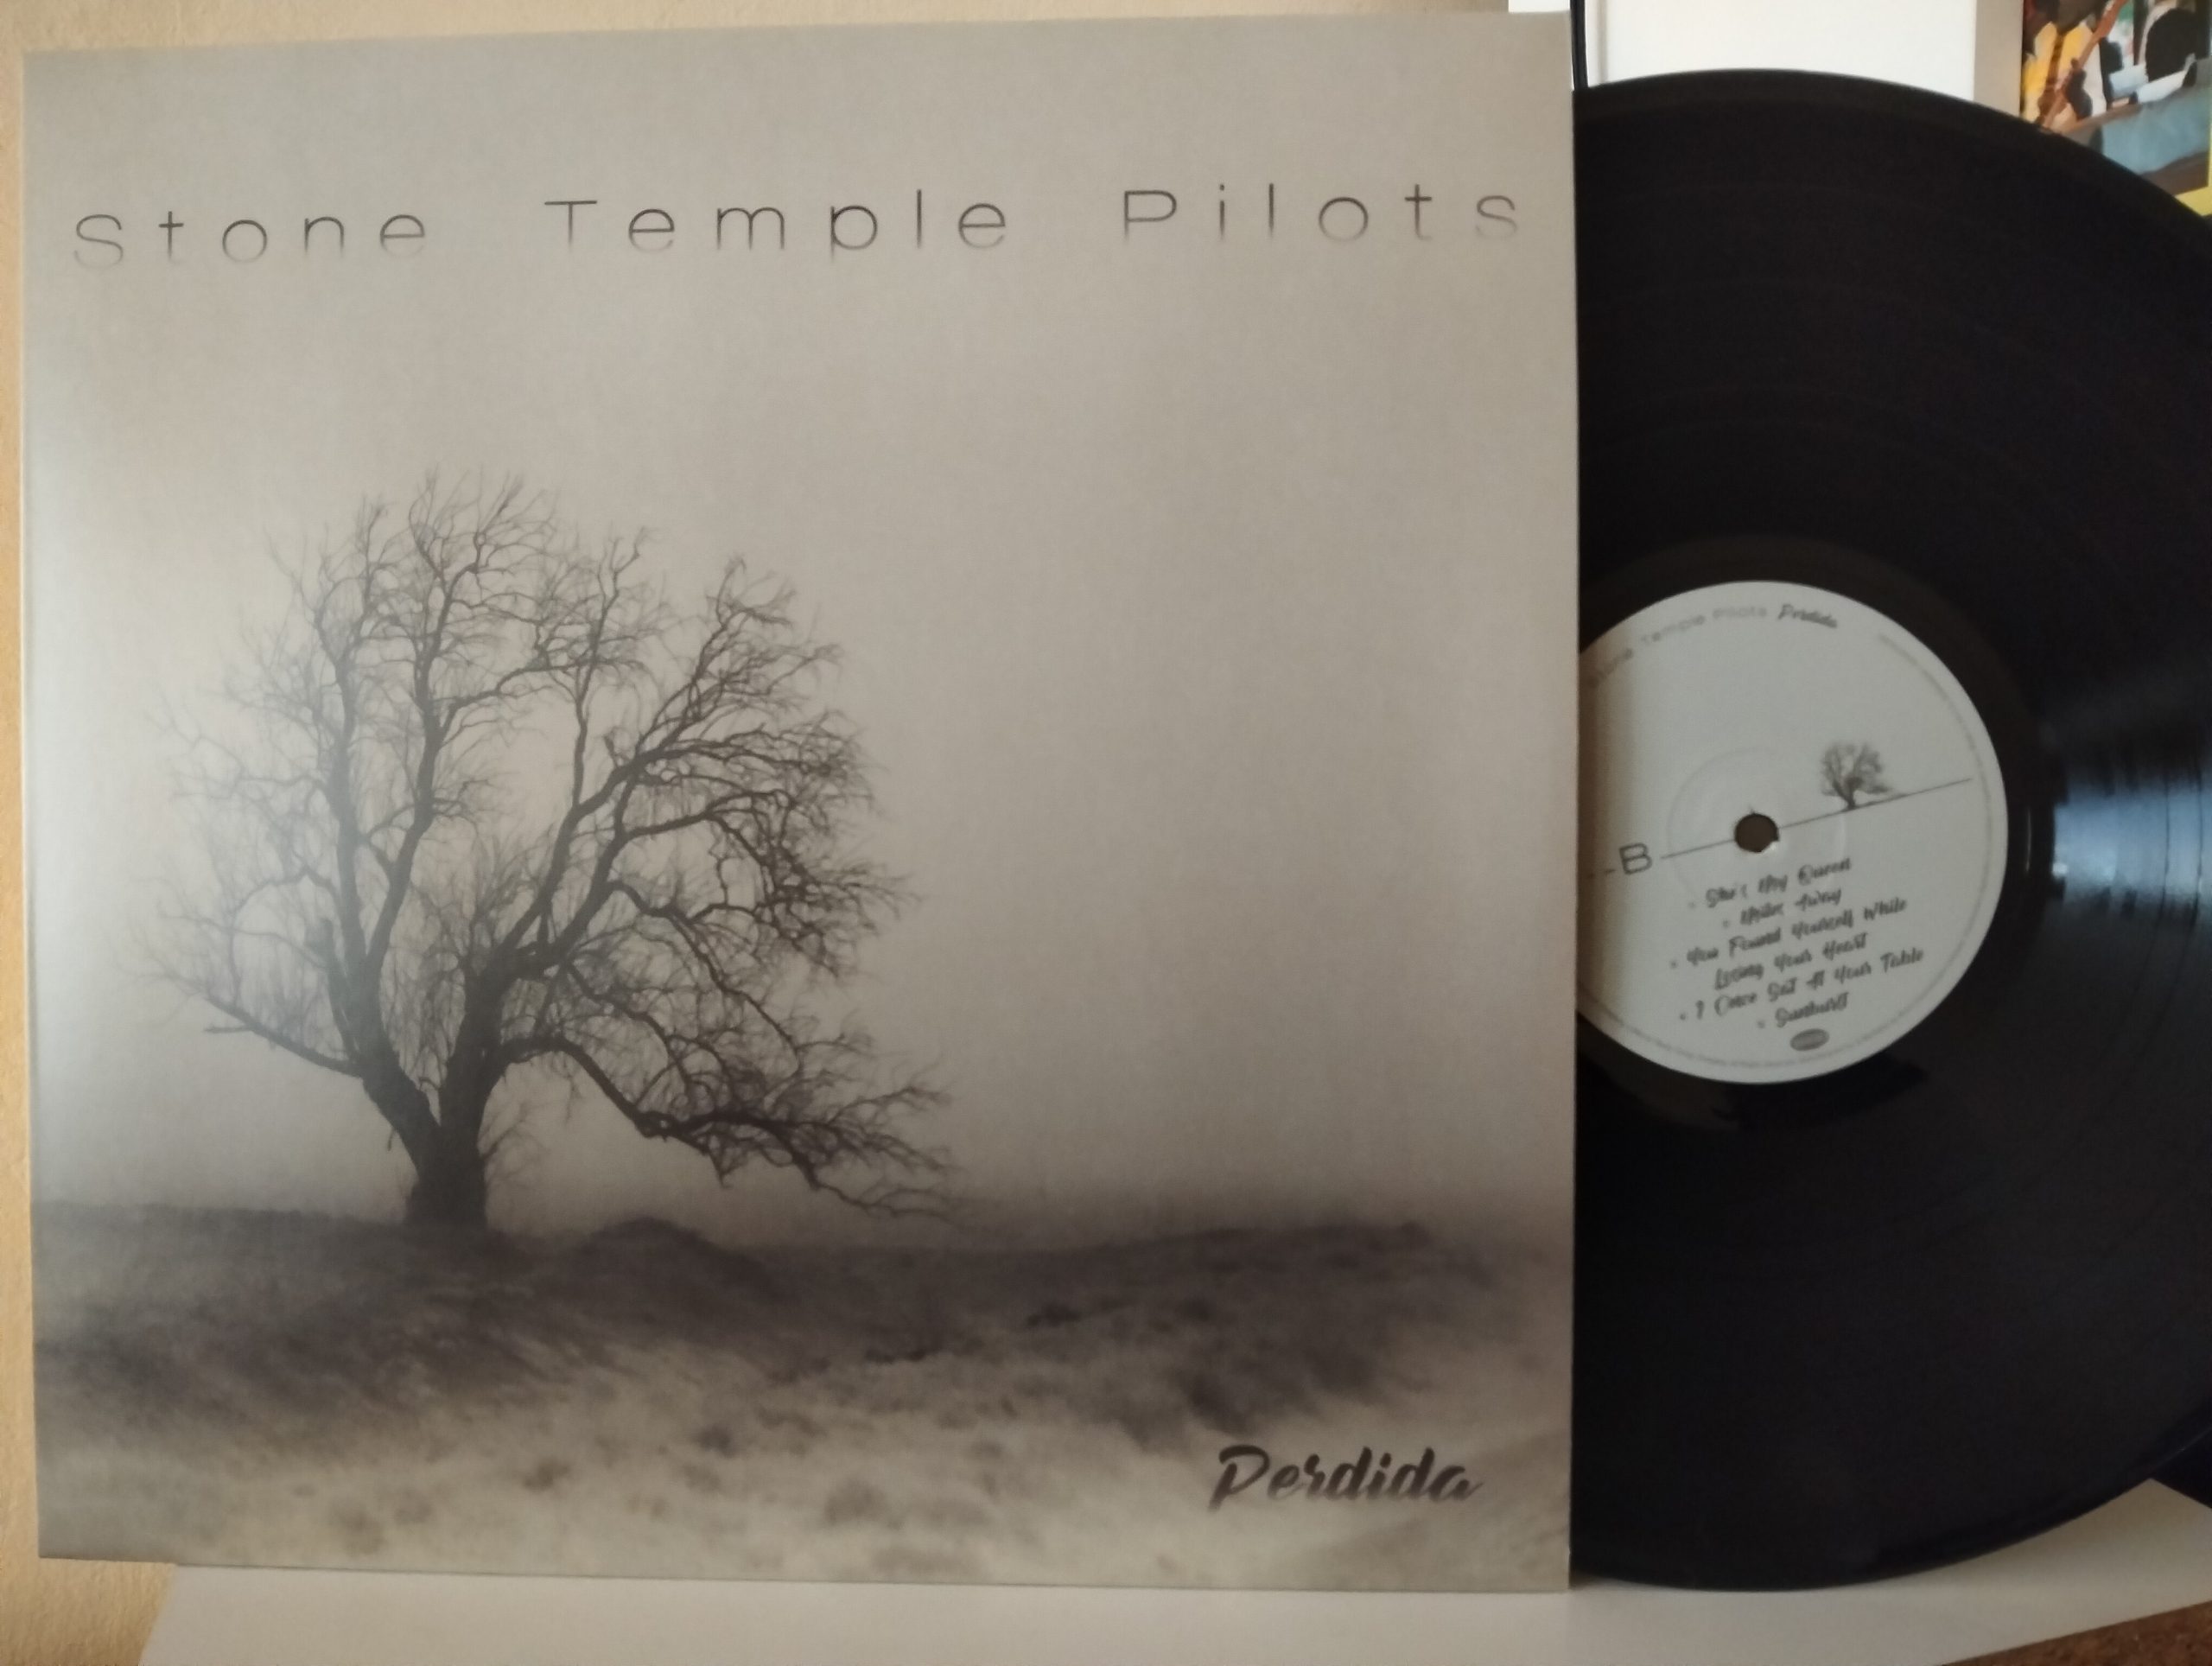 Stone Temple Pilots
Perdida
Stone Temple Pilots Perdida
B
She's My Queen
Miles Away
You Found Yourself While
Losing Your Heart
I Once Sat At Your Table
Sunburst